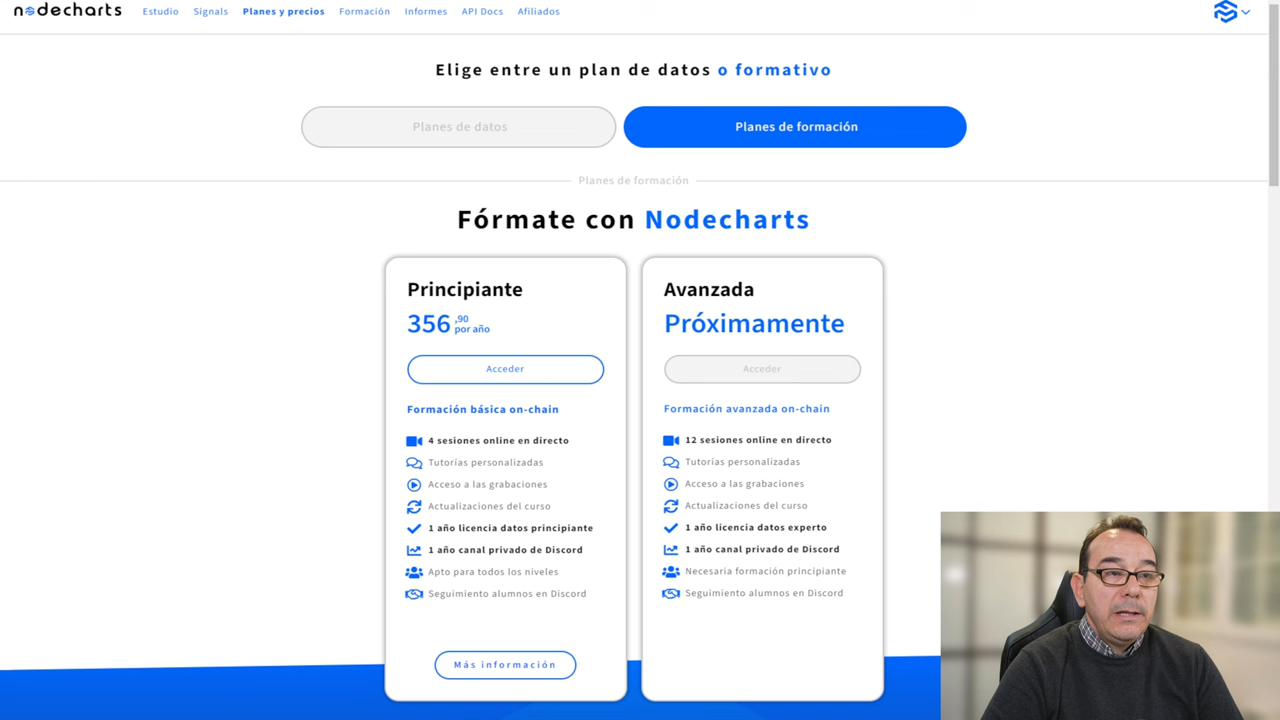 nodecharts
Estudio
Signals
Planes y precios
Formación
Informes
API Docs
Afiliados
Elige entre un plan de datos o formativo
Planes de datos
Planes de formación
Planes de formación
Fórmate con Nodecharts
Principiante
356 ,90 por año
Acceder
Formación básica on-chain
4 sesiones online en directo
Tutorías personalizadas
Acceso a las grabaciones
Actualizaciones del curso
1 año licencia datos principiante
1 año canal privado de Discord
Apto para todos los niveles
Seguimiento alumnos en Discord
Más información
Avanzada
Próximamente
Acceder
Formación avanzada on-chain
12 sesiones online en directo
Tutorías personalizadas
Acceso a las grabaciones
Actualizaciones del curso
1 año licencia datos experto
1 año canal privado de Discord
Necesaria formación principiante
Seguimiento alumnos en Discord